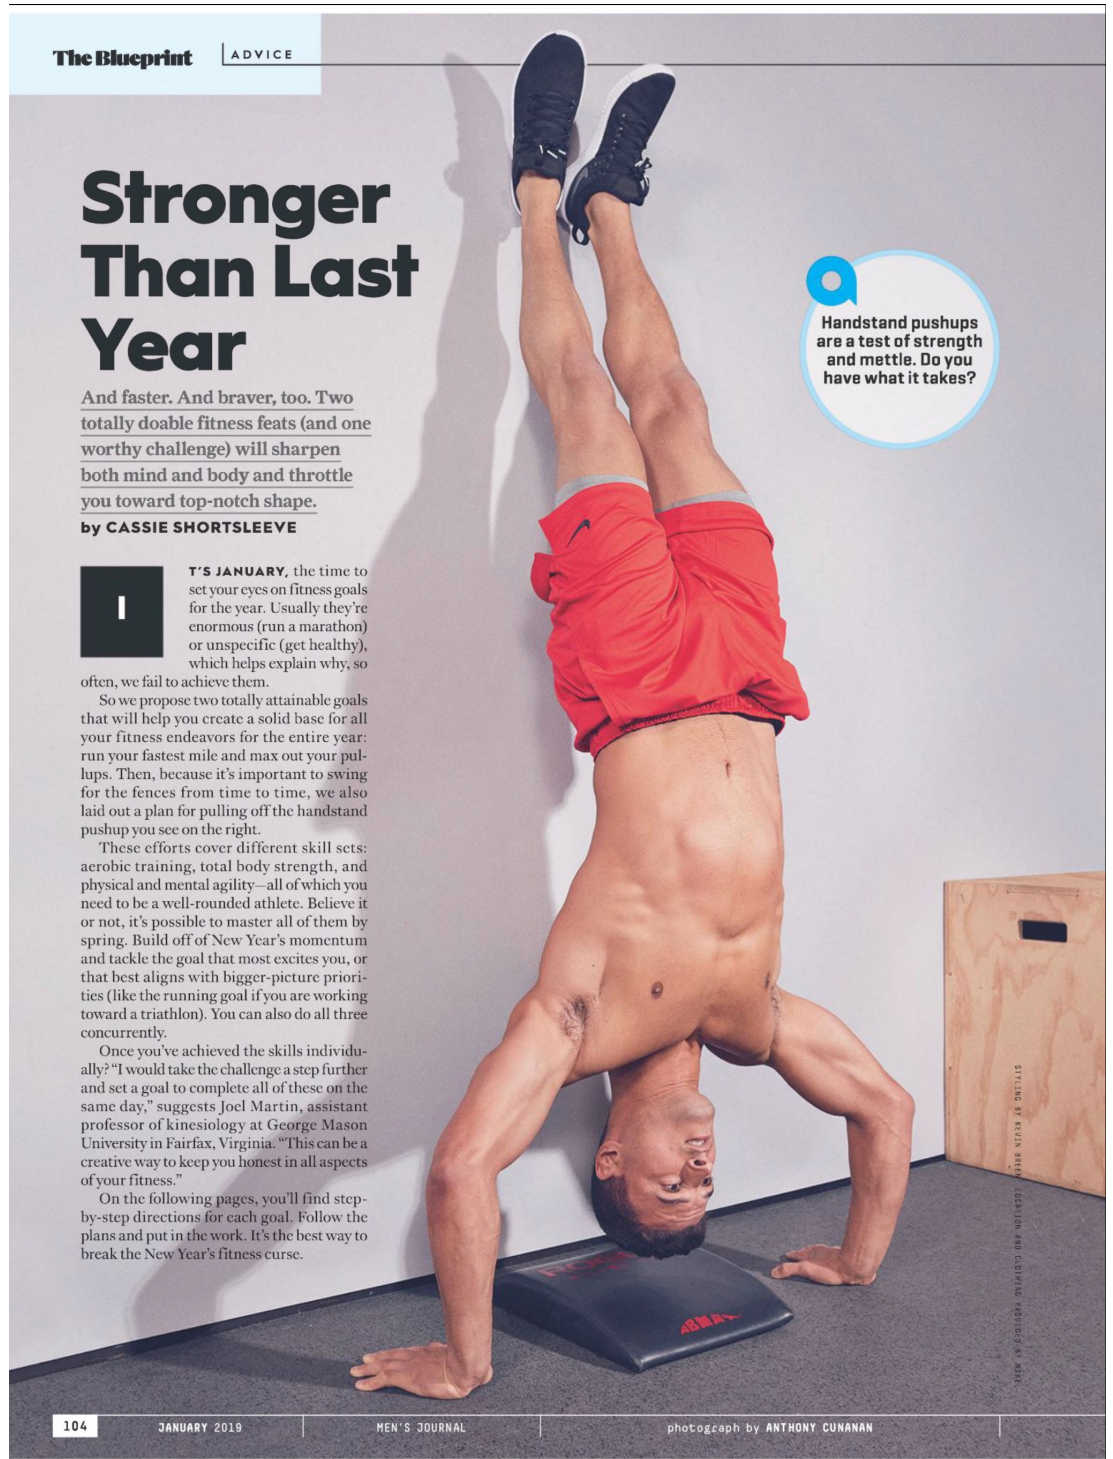 The Blueprint
ADVICE
Stronger
Than Last
Year
And faster. And braver, too. Two
totally doable fitness feats (and one
worthy challenge) will sharpen
both mind and body and throttle
you toward top-notch shape.
by CASSIE SHORTSLEEVE
Handstand pushups
are a test of strength
and mettle. Do you
have what it takes?
I
T'S JANUARY, the time to
set your eyes on fitness goals
for the year. Usually they're
enormous (run a marathon)
or unspecific (get healthy),
which helps explain why, so
often, we fail to achieve them.
So we propose two totally attainable goals
that will help you create a solid base for all
your fitness endeavors for the entire year:
run your fastest mile and max out your pul-
lups. Then, because it's important to swing
for the fences from time to time, we also
laid out a plan for pulling off the handstand
pushup you see on the right.
These efforts cover different skill sets:
aerobic training, total body strength, and
physical and mental agility—all of which you
need to be a well-rounded athlete. Believe it
or not, it's possible to master all of them by
spring. Build off of New Year's momentum
and tackle the goal that most excites you, or
that best aligns with bigger-picture priori-
ties (like the running goal if you are working
toward a triathlon). You can also do all three
concurrently.
Once you've achieved the skills individu-
ally? “I would take the challenge a step further
and set a goal to complete all of these on the
same day,” suggests Joel Martin, assistant
professor of kinesiology at George Mason
University in Fairfax, Virginia. “This can be a
creative way to keep you honest in all aspects
of your fitness.”
On the following pages, you'll find step-
by-step directions for each goal. Follow the
plans and put in the work. It's the best way to
break the New Year's fitness curse.
ABMAT
STYLING BY KEVIN BREEN LOCATION AND CLOTHING PROVIDED BY NIKE
104
JANUARY 2019
MEN'S JOURNAL
photograph by ANTHONY CUNANAN